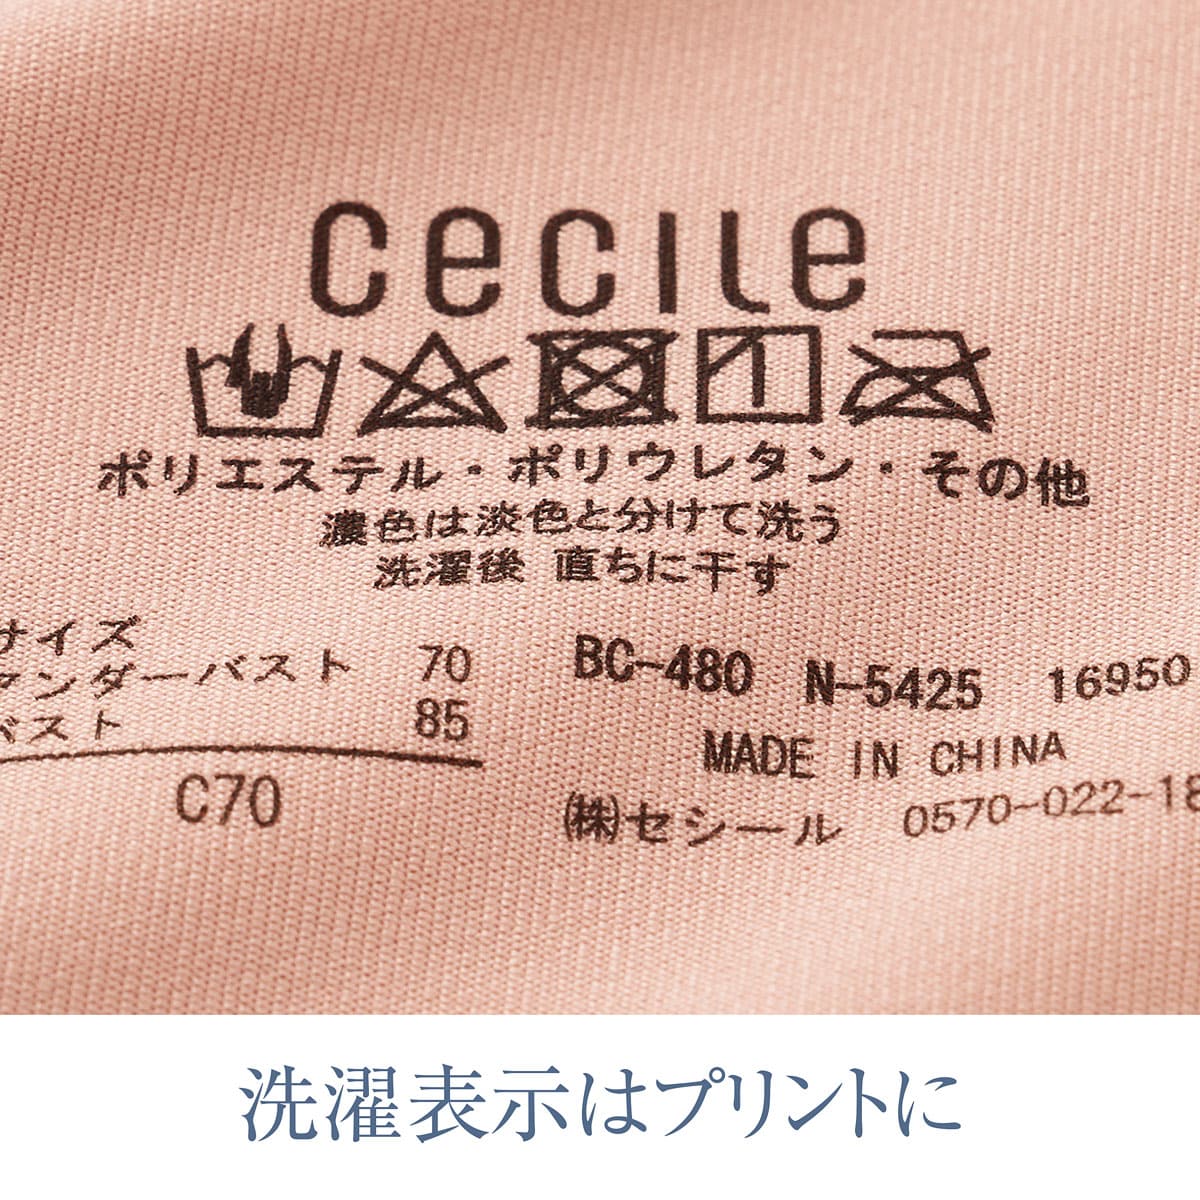 cecile
ポリエステル・ポリウレタン・その他
濃色は淡色と分けて洗う
洗濯後 直ちに干す
サイズ
アンダーバスト 70
バスト 85
C70
BC-480 N-5425 16950
MADE IN CHINA
㈱セシール 0570-022-18
洗濯表示はプリントに